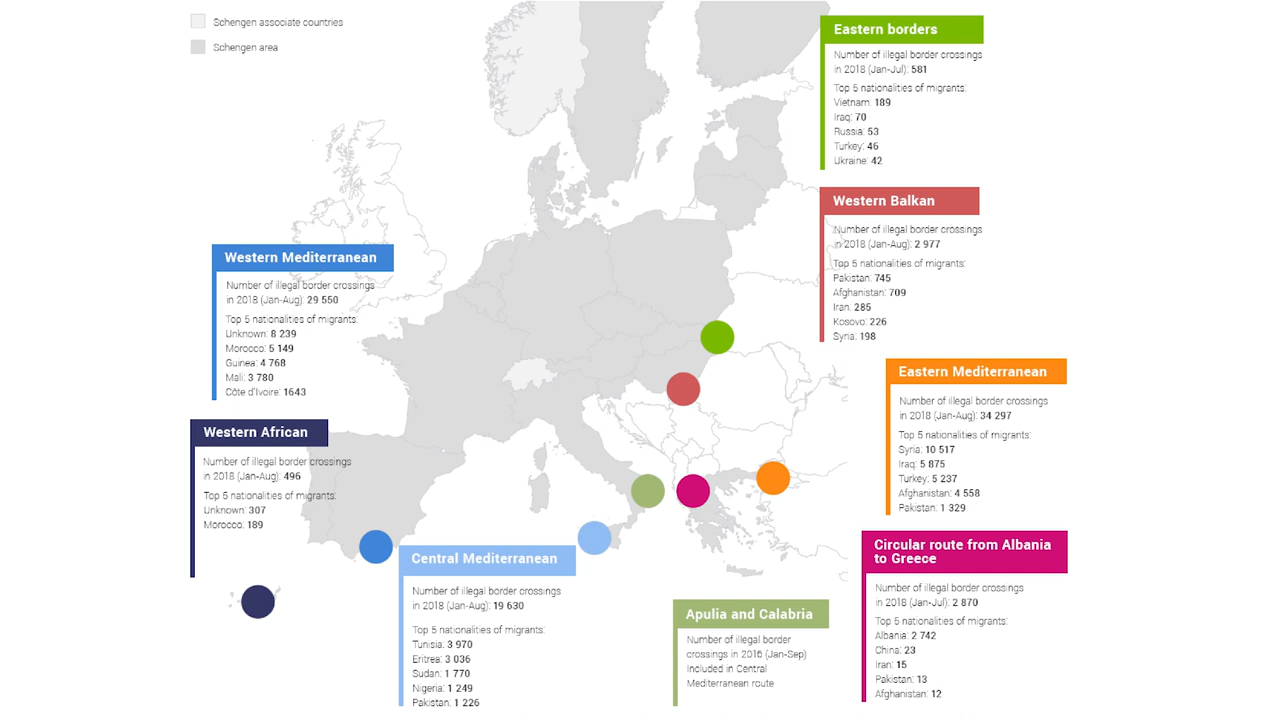 Schengen associate countries
Schengen area
Eastern borders
Number of illegal border crossings
in 2018 (Jan-Jul): 581
Top 5 nationalities of migrants:
Vietnam: 189
Iraq: 70
Russia: 53
Turkey: 46
Ukraine: 42
Western Balkan
Number of illegal border crossings
in 2018 (Jan-Aug): 2 977
Top 5 nationalities of migrants:
Pakistan: 745
Afghanistan: 709
Iran: 285
Kosovo: 226
Syria: 198
Western Mediterranean
Number of illegal border crossings
in 2018 (Jan-Aug): 29 550
Top 5 nationalities of migrants:
Unknown: 8 239
Morocco: 5 149
Guinea: 4 768
Mali: 3 780
Côte d'Ivoire: 1643
Eastern Mediterranean
Number of illegal border crossings
in 2018 (Jan-Aug): 34 297
Top 5 nationalities of migrants:
Syria: 10 517
Iraq: 5 875
Turkey: 5 237
Afghanistan: 4 558
Pakistan: 1 329
Western African
Number of illegal border crossings
in 2018 (Jan-Aug): 496
Top 5 nationalities of migrants:
Unknown: 307
Morocco: 189
Central Mediterranean
Number of illegal border crossings
in 2018 (Jan-Aug): 19 630
Top 5 nationalities of migrants:
Tunisia: 3 970
Eritrea: 3 036
Sudan: 1 770
Nigeria: 1 249
Pakistan: 1 226
Apulia and Calabria
Number of illegal border
crossings in 2016 (Jan-Sep)
Included in Central
Mediterranean route
Circular route from Albania
to Greece
Number of illegal border crossings
in 2018 (Jan-Jul): 2 870
Top 5 nationalities of migrants:
Albania: 2 742
China: 23
Iran: 15
Pakistan: 13
Afghanistan: 12